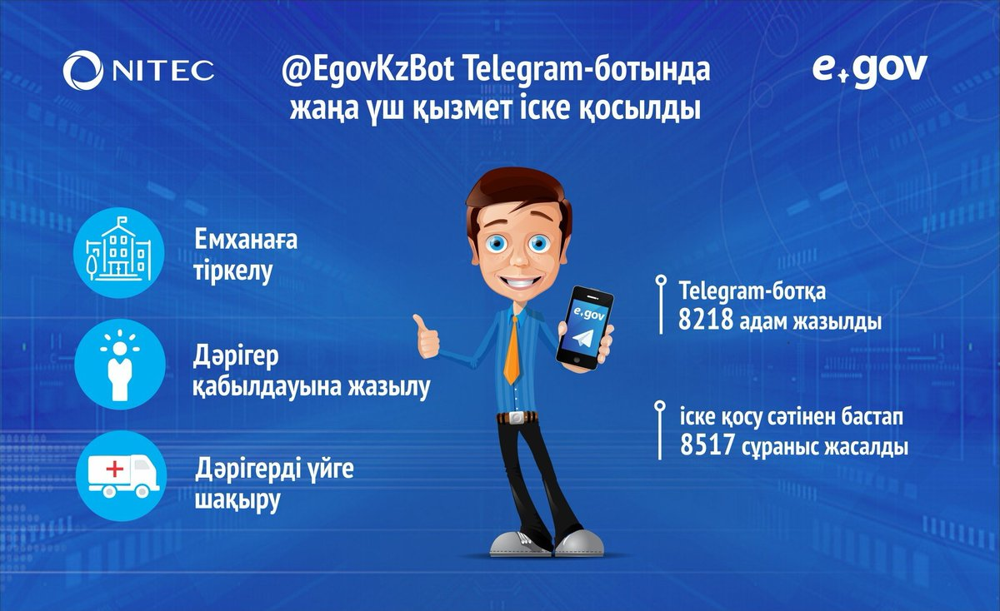 NITEC
@EgovKzBot Telegram-ботында
жаңа үш қызмет іске қосылды
e.gov
Емханаға
тіркелу
Дәрігер
қабылдауына жазылу
Дәрігерді үйге
шақыру
e.gov
Telegram-ботқа
8218 адам жазылды
іске қосу сәтінен бастап
8517 сұраныс жасалды